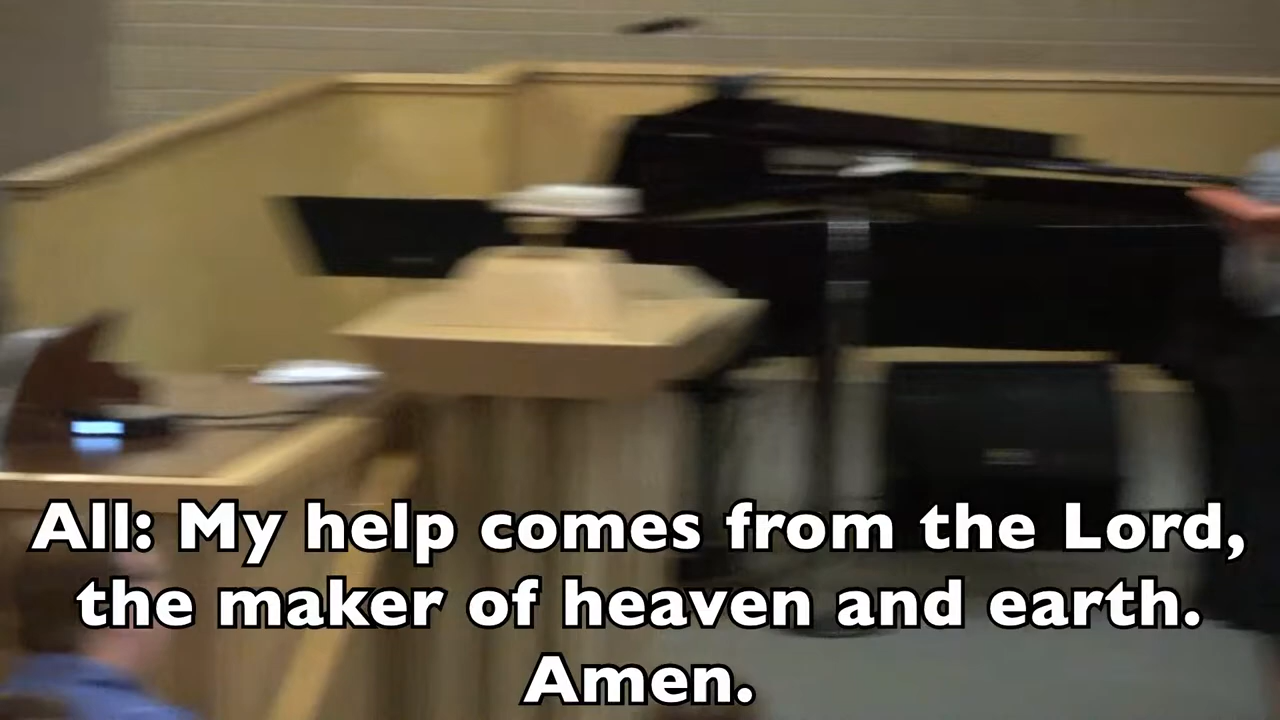 All: My help comes from the Lord,
the maker of heaven and earth.
Amen.